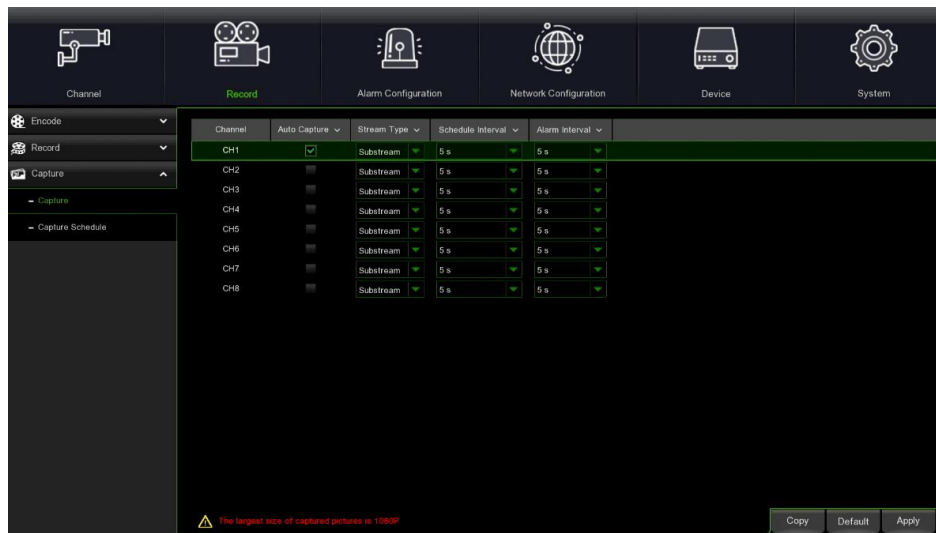 Channel Record Alarm Configuration Network Configuration Device System
Encode
Record
Capture
- Capture
- Capture Schedule
Channel Auto Capture Stream Type Schedule Interval Alarm Interval
CH1 Substream 5 s 5 s
CH2 Substream 5 s 5 s
CH3 Substream 5 s 5 s
CH4 Substream 5 s 5 s
CH5 Substream 5 s 5 s
CH6 Substream 5 s 5 s
CH7 Substream 5 s 5 s
CH8 Substream 5 s 5 s
The largest size of captured pictures is 1080P
Copy Default Apply